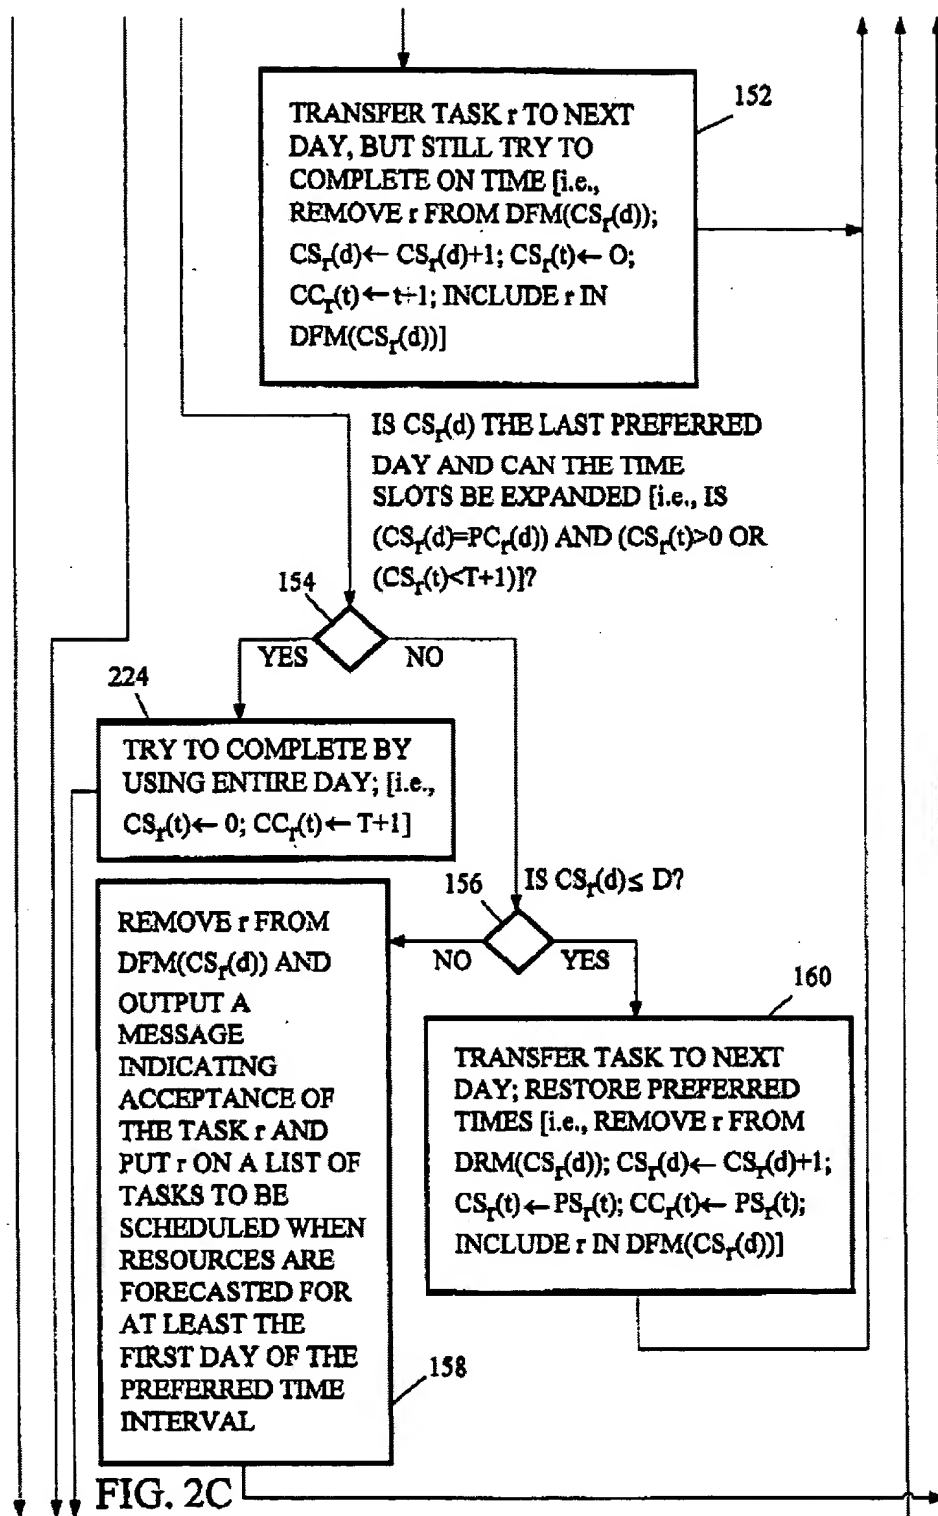 TRANSFER TASK r TO NEXT
DAY, BUT STILL TRY TO
COMPLETE ON TIME [i.e.,
REMOVE r FROM DFM(CSr(d));
CSr(d)← CSr(d)+1; CSr(t)← O;
CCr(t)←t+1; INCLUDE r IN
DFM(CSr(d))]
152
IS CSr(d) THE LAST PREFERRED
DAY AND CAN THE TIME
SLOTS BE EXPANDED [i.e., IS
(CSr(d)=PCr(d)) AND (CSr(t)>0 OR
(CSr(t)<T+1)]?
154
YES
NO
224
TRY TO COMPLETE BY
USING ENTIRE DAY; [i.e.,
CSr(t)← 0; CCr(t)← T+1]
IS CSr(d)≤ D?
156
NO
YES
REMOVE r FROM
DFM(CSr(d)) AND
OUTPUT A
MESSAGE
INDICATING
ACCEPTANCE OF
THE TASK r AND
PUT r ON A LIST OF
TASKS TO BE
SCHEDULED WHEN
RESOURCES ARE
FORECASTED FOR
AT LEAST THE
FIRST DAY OF THE
PREFERRED TIME
INTERVAL
158
160
TRANSFER TASK TO NEXT
DAY; RESTORE PREFERRED
TIMES [i.e., REMOVE r FROM
DRM(CSr(d)); CSr(d)← CSr(d)+1;
CSr(t)←PSr(t); CCr(t)← PSr(t);
INCLUDE r IN DFM(CSr(d))]
FIG. 2C